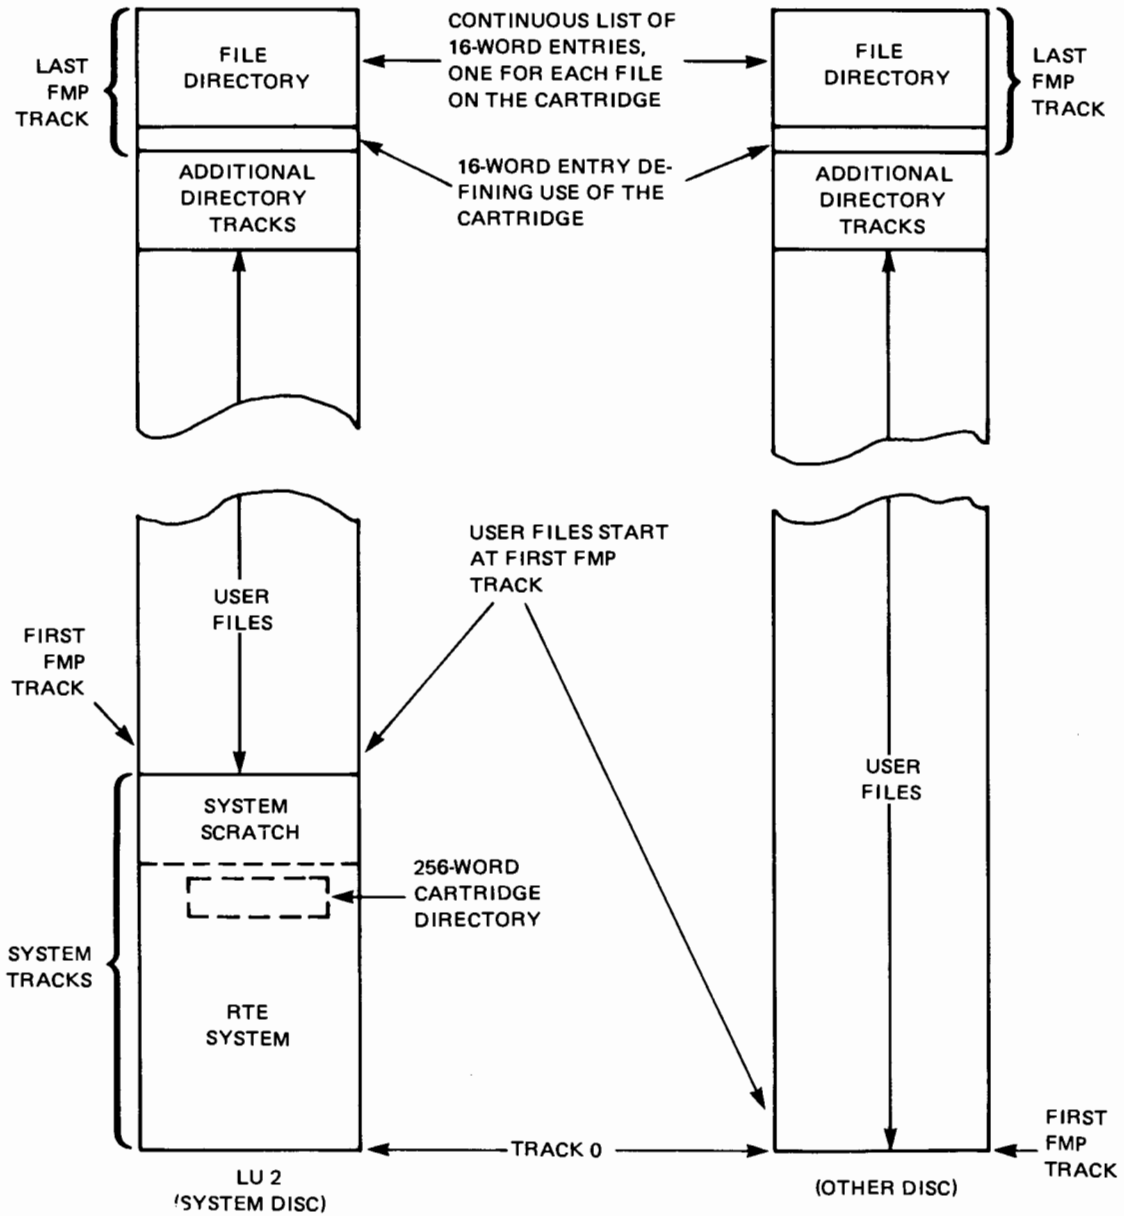 CONTINUOUS LIST OF
16-WORD ENTRIES,
ONE FOR EACH FILE
ON THE CARTRIDGE
FILE
DIRECTORY
LAST
FMP
TRACK
FILE
DIRECTORY
LAST
FMP
TRACK
16-WORD ENTRY DE-
FINING USE OF THE
CARTRIDGE
ADDITIONAL
DIRECTORY
TRACKS
ADDITIONAL
DIRECTORY
TRACKS
USER FILES START
AT FIRST FMP
TRACK
USER
FILES
FIRST
FMP
TRACK
USER
FILES
SYSTEM
SCRATCH
256-WORD
CARTRIDGE
DIRECTORY
SYSTEM
TRACKS
RTE
SYSTEM
TRACK 0
FIRST
FMP
TRACK
LU 2
(SYSTEM DISC)
(OTHER DISC)